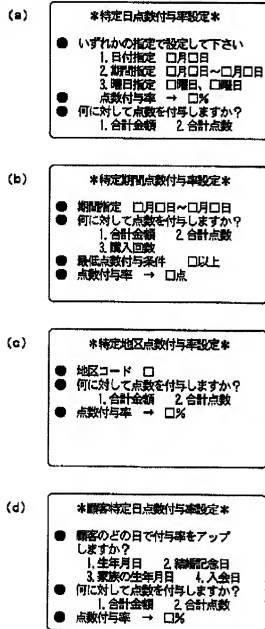 (a)
＊特定日点数付与率設定＊
● いずれかの指定で設定して下さい
1. 日付指定 □月□日
2. 期間指定 □月□日～□月□日
3. 曜日指定 □曜日、□曜日
● 点数付与率 → □%
● 何に対して点数を付与しますか？
1. 合計金額 2. 合計点数
(b)
＊特定期間点数付与率設定＊
● 期間指定 □月□日～□月□日
● 何に対して点数を付与しますか？
1. 合計金額 2. 合計点数
3. 購入回数
● 最低点数付与条件 □以上
● 点数付与率 → □点
(c)
＊特定地区点数付与率設定＊
● 地区コード □
● 何に対して点数を付与しますか？
1. 合計金額 2. 合計点数
● 点数付与率 → □%
(d)
＊顧客特定日点数付与率設定＊
● 顧客のどの日で付与率をアップ
しますか？
1. 生年月日 2. 結婚記念日
3. 家族の生年月日 4. 入会日
● 何に対して点数を付与しますか？
1. 合計金額 2. 合計点数
● 点数付与率 → □%